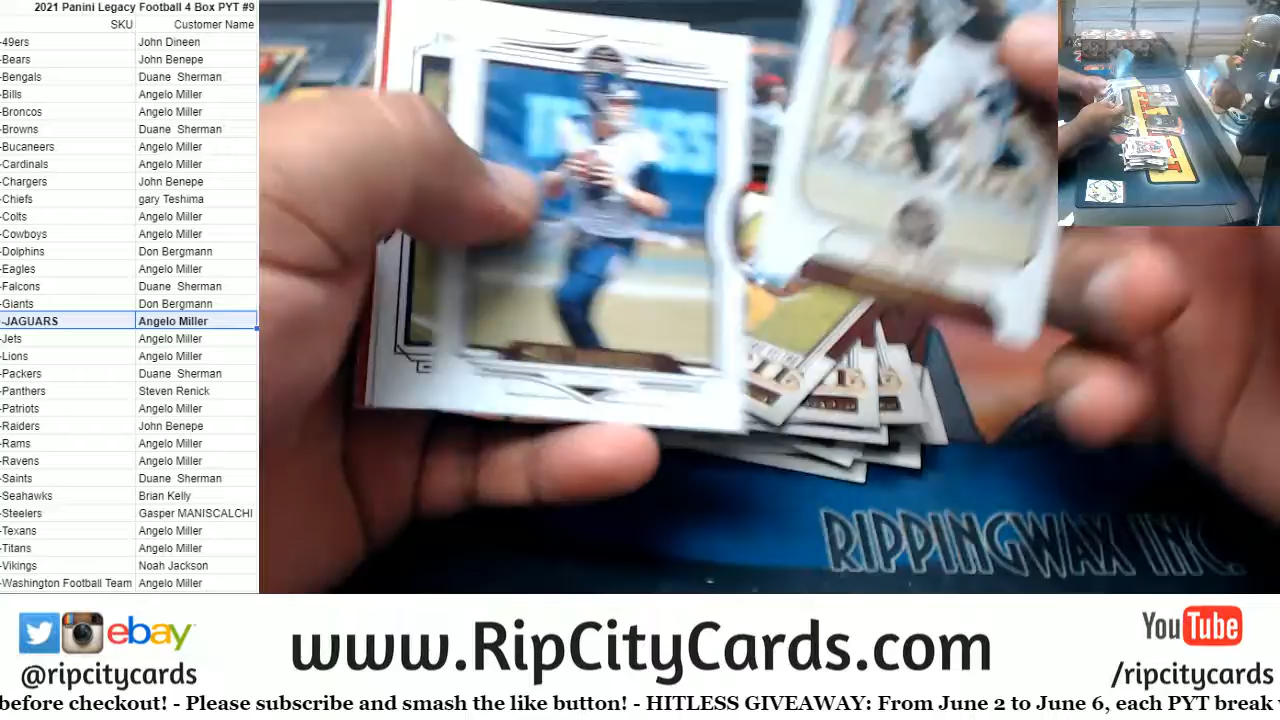 2021 Panini Legacy Football 4 Box PYT #9
SKU Customer Name
-49ers John Dineen
-Bears John Benepe
-Bengals Duane Sherman
-Bills Angelo Miller
-Broncos Angelo Miller
-Browns Duane Sherman
-Bucaneers Angelo Miller
-Cardinals Angelo Miller
-Chargers John Benepe
-Chiefs gary Teshima
-Colts Angelo Miller
-Cowboys Angelo Miller
-Dolphins Don Bergmann
-Eagles Angelo Miller
-Falcons Duane Sherman
-Giants Don Bergmann
-JAGUARS Angelo Miller
-Jets Angelo Miller
-Lions Angelo Miller
-Packers Duane Sherman
-Panthers Steven Renick
-Patriots Angelo Miller
-Raiders John Benepe
-Rams Angelo Miller
-Ravens Angelo Miller
-Saints Duane Sherman
-Seahawks Brian Kelly
-Steelers Gasper MANISCALCHI
-Texans Angelo Miller
-Titans Angelo Miller
-Vikings Noah Jackson
-Washington Football Team Angelo Miller
RIPPINGWAX INC.
ebay
@ripcitycards
www.RipCityCards.com
YouTube
/ripcitycards
before checkout! - Please subscribe and smash the like button! - HITLESS GIVEAWAY: From June 2 to June 6, each PYT break